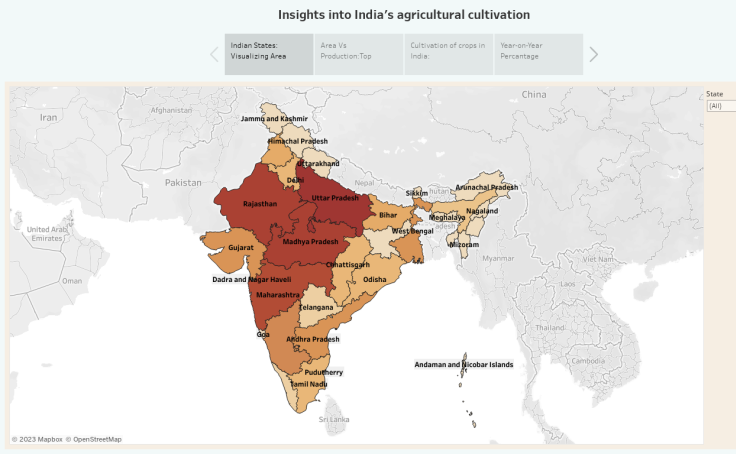 Insights into India's agricultural cultivation
Indian States:
Visualizing Area
Area Vs
Production:Top
Cultivation of crops in
India:
Year-on-Year
Percentage
State
(All)
China
Iran
Afghanistan
Jammu and Kashmir
Himachal Pradesh
Uttarakhand
Pakistan
Delhi
Nepal
Sikkim
Bhutan
Arunachal Pradesh
Rajasthan
Uttar Pradesh
Bihar
Meghalaya
Nagaland
United Arab
Emirates
West Bengal
desh
Madhya Pradesh
Mizoram
Gujarat
Myanmar
Viet Nam
Chhattisgarh
Oman
Dadra and Nagar Haveli
Odisha
Laos
Maharashtra
Telangana
Thailand
Goa
Andhra Pradesh
Cambodia
Andaman and Nicobar Islands
Puducherry
Tamil Nadu
Sri Lanka
© 2023 Mapbox © OpenStreetMap